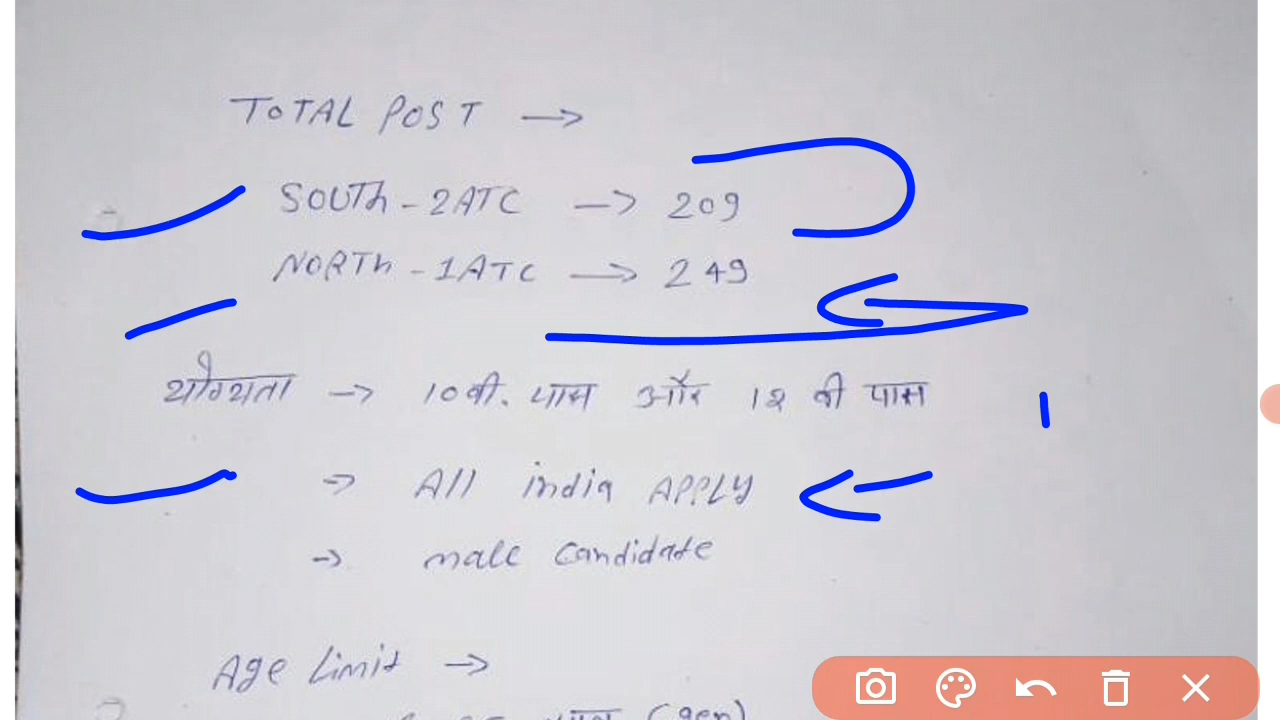 TOTAL POST →
SOUTH - 2ATC → 209
NORTH - 1ATC → 249
योग्यता → 10वी. पास और 12 वी पास
→ All india APPLY
→ male Candidate
Age limit →
(gen)